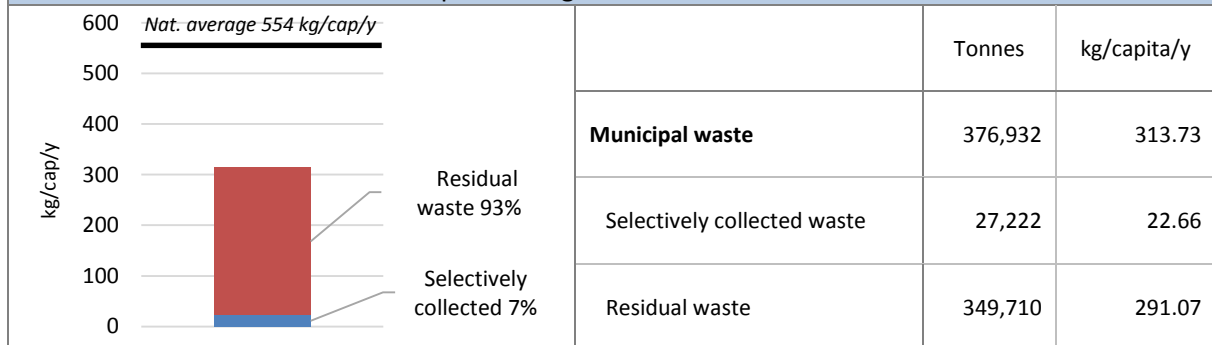 600
Nat. average 554 kg/cap/y
500
400
300
200
100
0
kg/cap/y
Residual
waste 93%
Selectively
collected 7%
Tonnes kg/capita/y
Municipal waste 376,932 313.73
Selectively collected waste 27,222 22.66
Residual waste 349,710 291.07